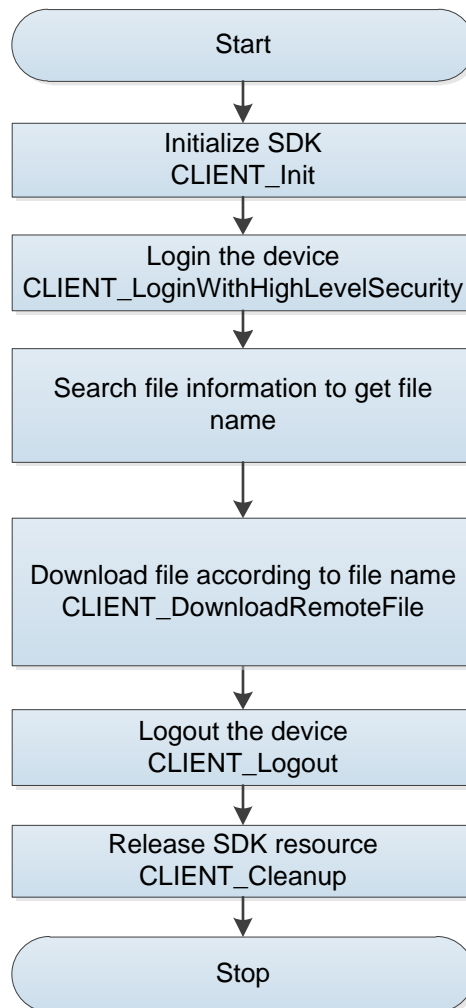 Start
Initialize SDK
CLIENT_Init
Login the device
CLIENT_LoginWithHighLevelSecurity
Search file information to get file
name
Download file according to file name
CLIENT_DownloadRemoteFile
Logout the device
CLIENT_Logout
Release SDK resource
CLIENT_Cleanup
Stop